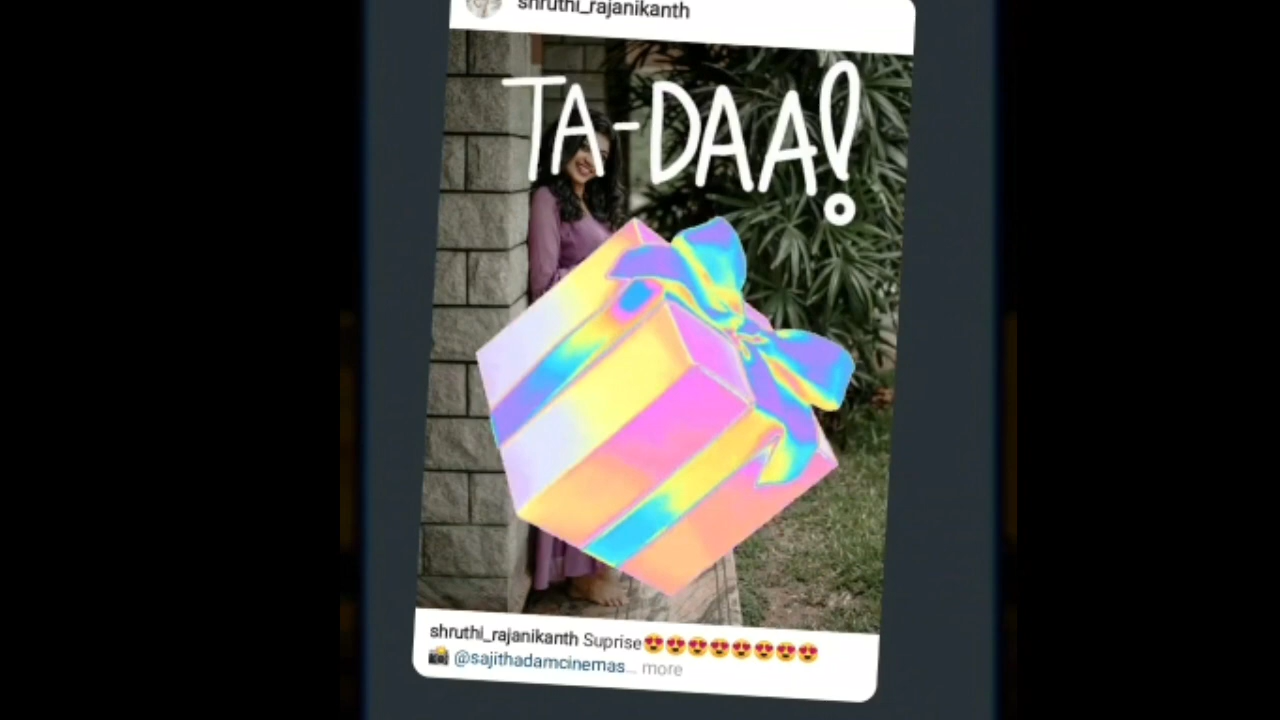 shruthi_rajanikanth
TA-DAA!
shruthi_rajanikanth Suprise😍😍😍😍😍😍😍😍
📸 @sajithadamcinemas... more